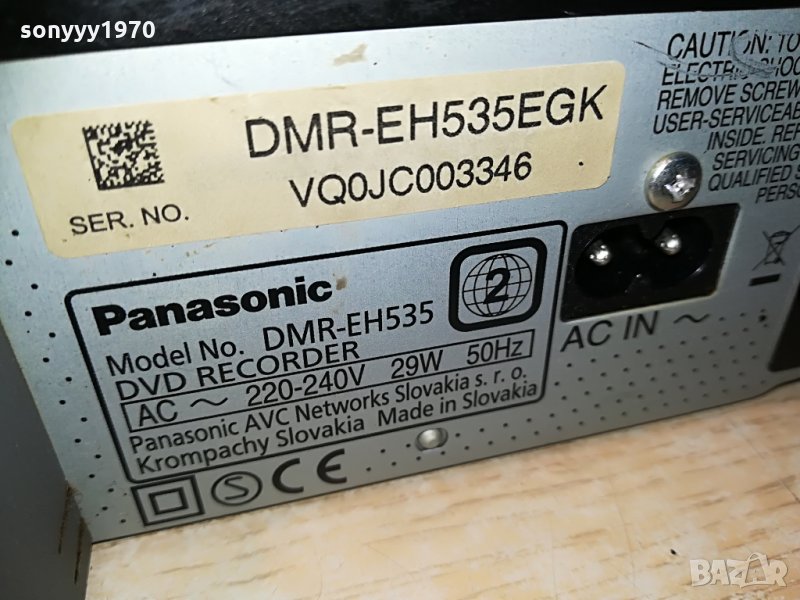 sonyyy1970
DMR-EH535EGK
VQ0JC003346
SER. NO.
CAUTION: TO
ELECTRIC SHOC
REMOVE SCREW
USER-SERVICEAB
INSIDE. REF
SERVICING
QUALIFIED S
PERS
Panasonic
2
Model No. DMR-EH535
DVD RECORDER
AC ~ 220-240V 29W 50Hz
Panasonic AVC Networks Slovakia s. r. o.
Krompachy Slovakia Made in Slovakia
S CE
AC IN ~
BAZAR